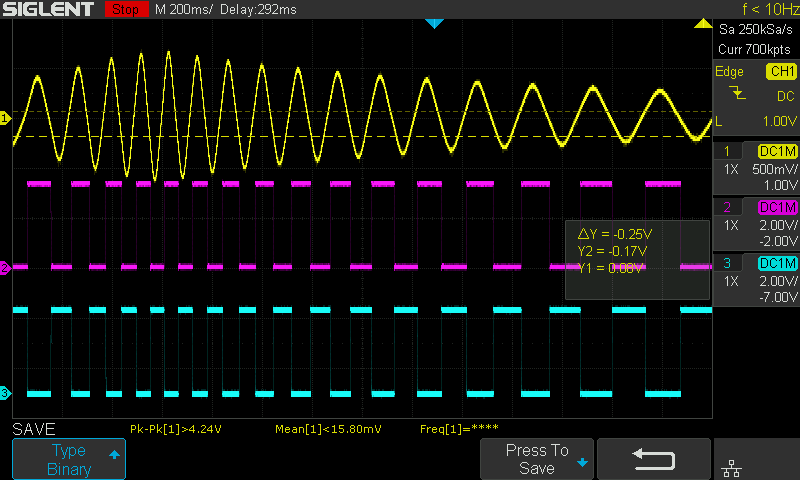 SIGLENT Stop M 200ms/ Delay:292ms f < 10Hz
Sa 250kSa/s
Curr 700kpts
Edge CH1
DC
L 1.00V
1 DC1M
1X 500mV/
1.00V
2 DC1M
1X 2.00V/
-2.00V
3 DC1M
1X 2.00V/
-7.00V
1
2
3
△Y = -0.25V
Y2 = -0.17V
Y1 = 0.08V
SAVE Pk-Pk[1]>4.24V Mean[1]<15.80mV Freq[1]=****
Type
Binary
Press To
Save